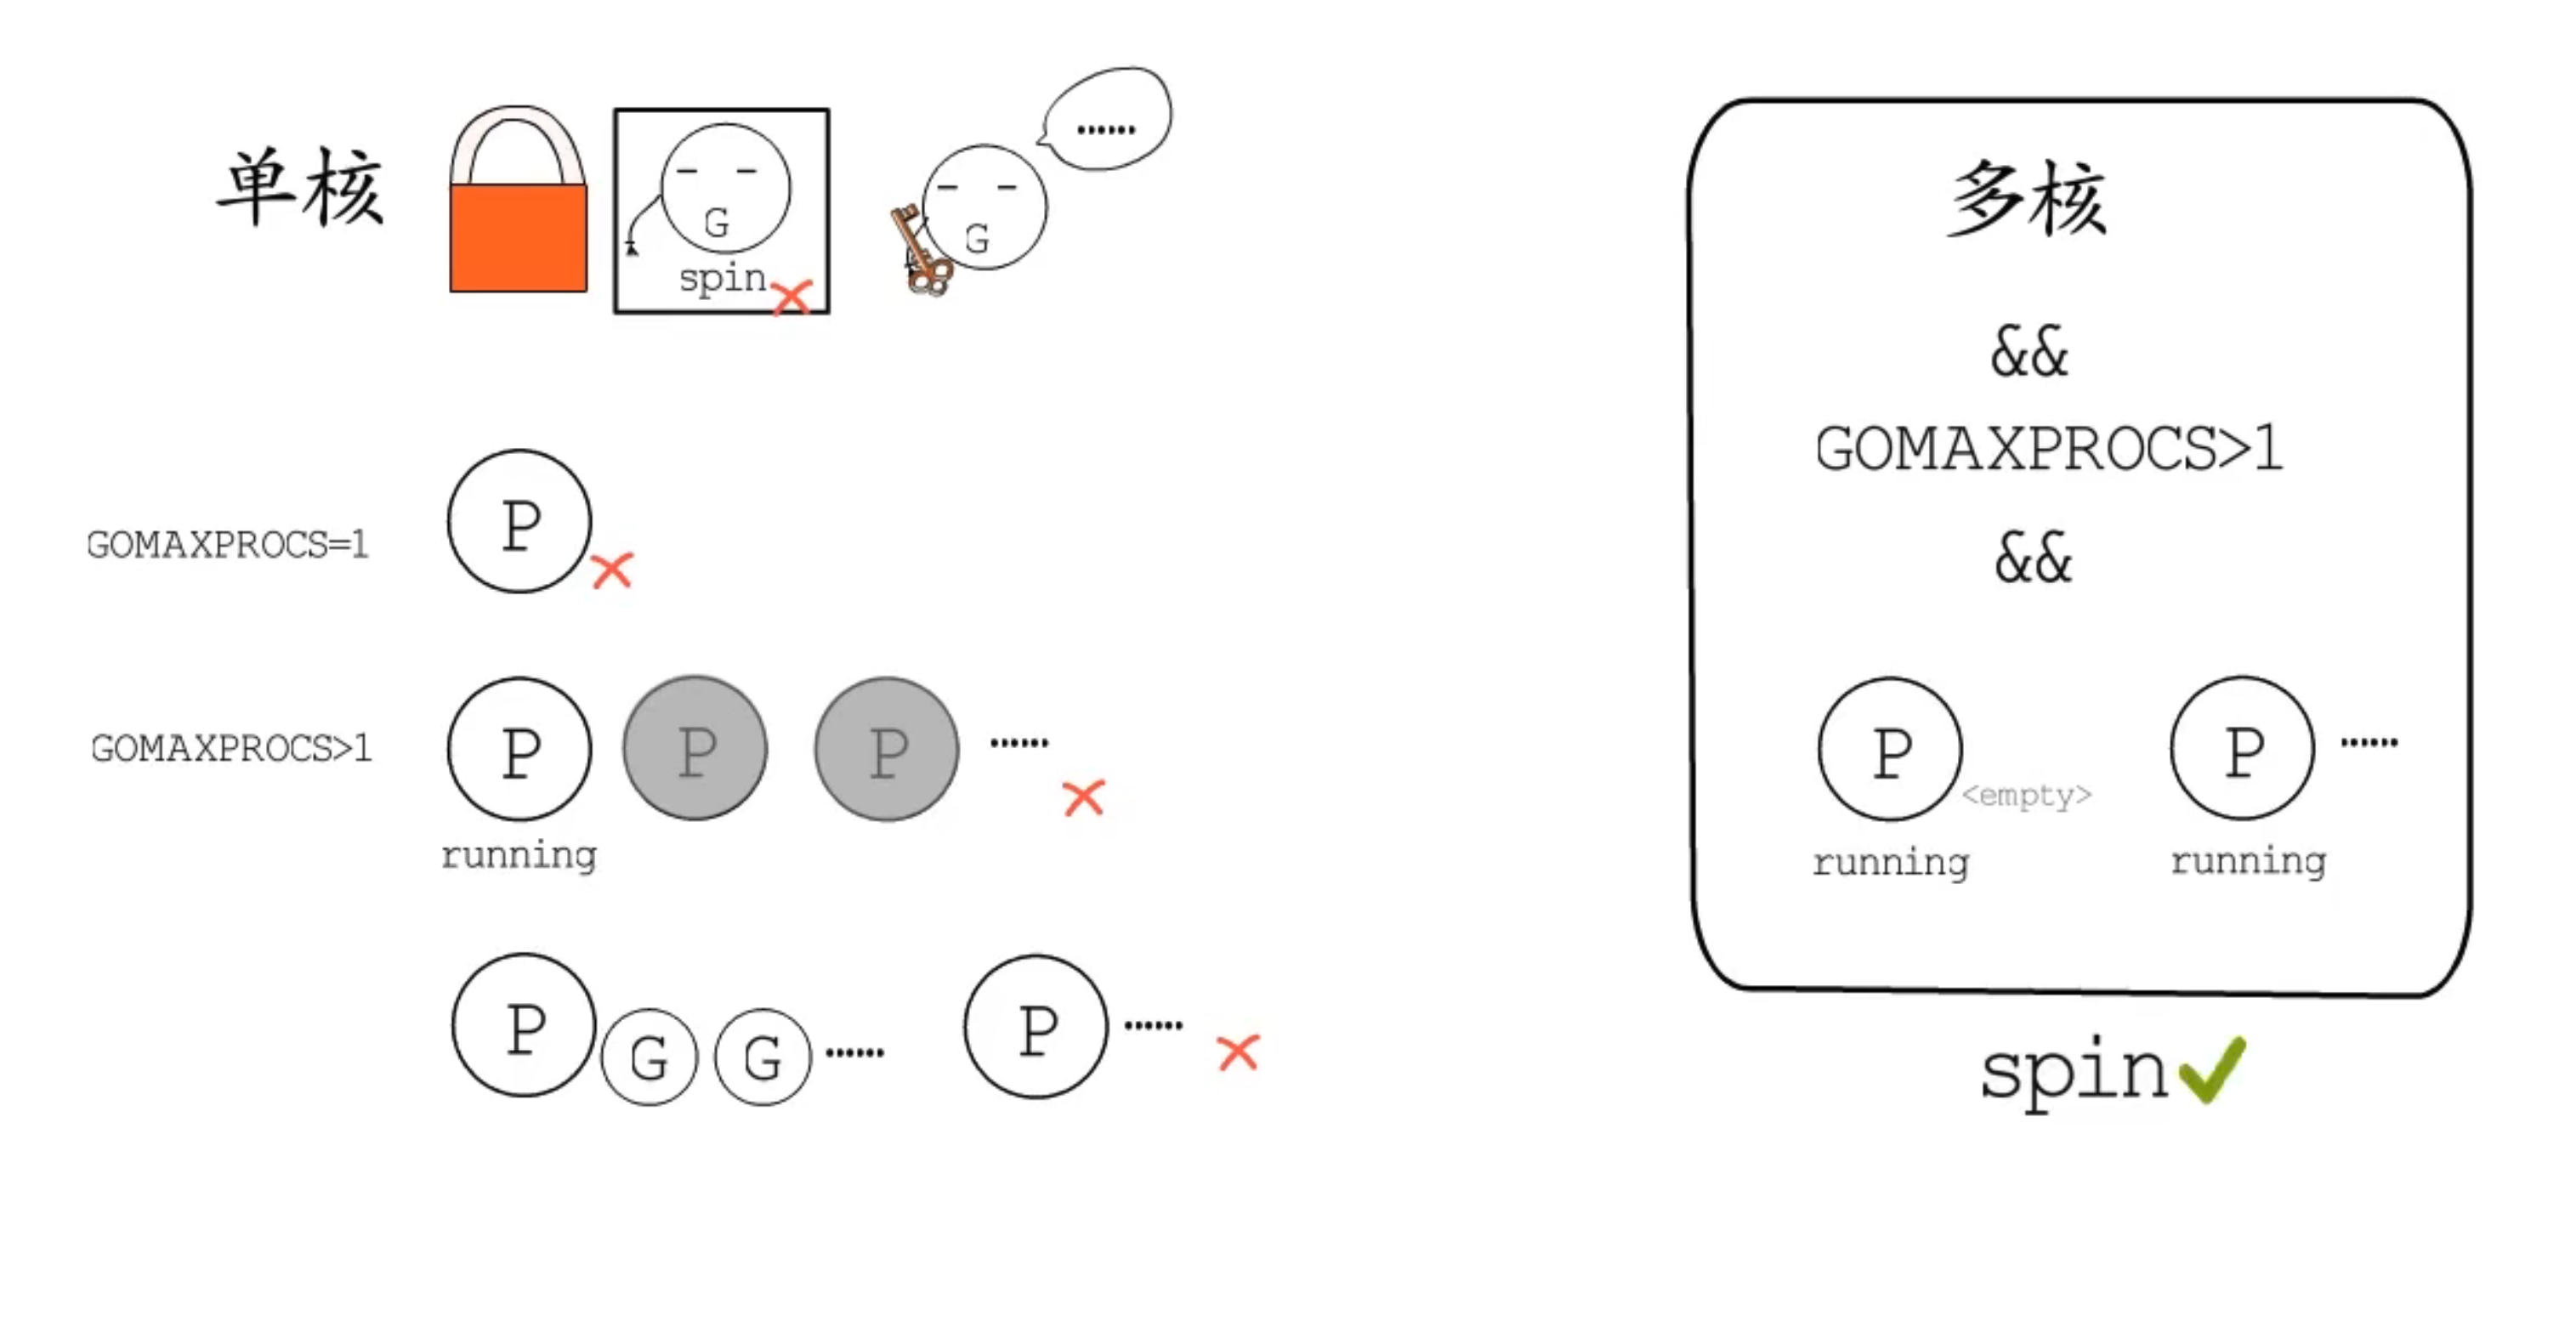 单核
G
spin
......
G
GOMAXPROCS=1
P
GOMAXPROCS>1
P
P
P
......
running
P
G
G
......
P
......
多核
&&
GOMAXPROCS>1
&&
P
<empty>
P
......
running
running
spin